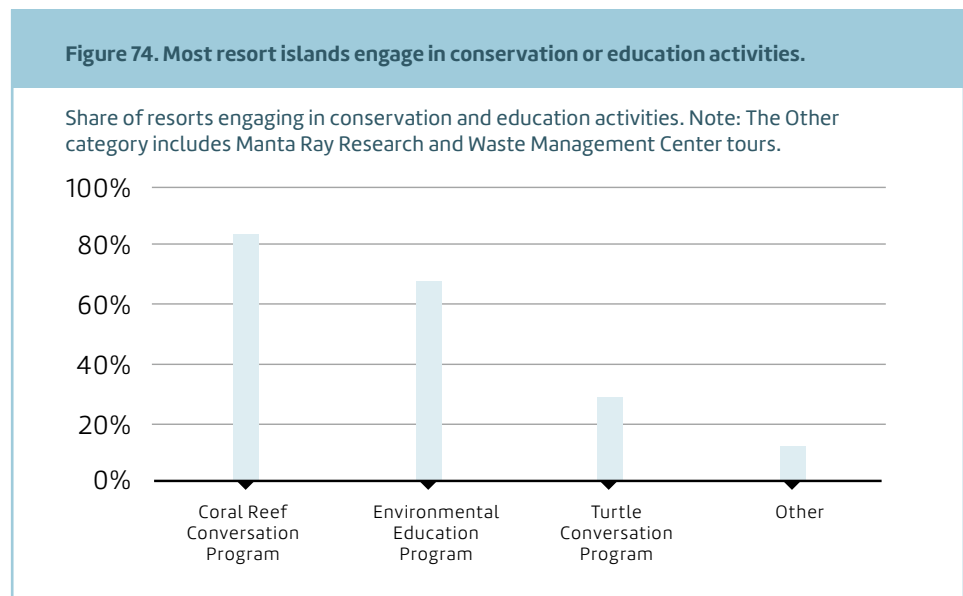 Figure 74. Most resort islands engage in conservation or education activities.
Share of resorts engaging in conservation and education activities. Note: The Other
category includes Manta Ray Research and Waste Management Center tours.
100%
80%
60%
40%
20%
0%
Coral Reef
Conversation
Program
Environmental
Education
Program
Turtle
Conversation
Program
Other